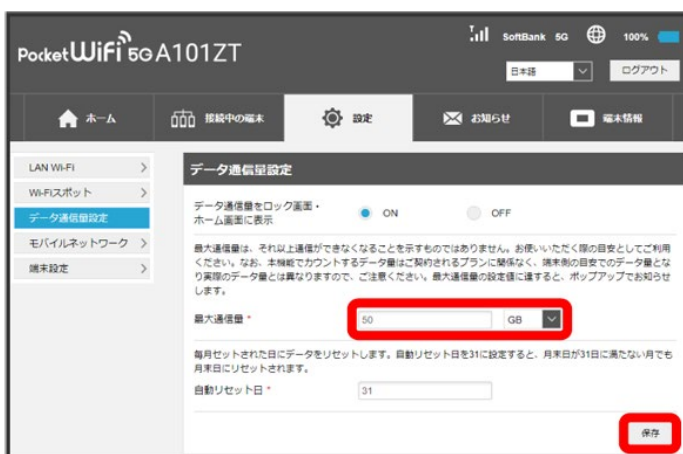 Pocket WiFi 5G A101ZT
SoftBank 5G 100%
日本語 ログアウト
ホーム 接続中の端末 設定 お知らせ 端末情報
LAN Wi-Fi
Wi-Fiスポット
データ通信量設定
モバイルネットワーク
端末設定
データ通信量設定
データ通信量をロック画面・
ホーム画面に表示
ON OFF
最大通信量は、それ以上通信ができなくなることを示すものではありません。お使いいただく際の目安としてご利用
ください。なお、本機能でカウントするデータ量はご契約されるプランに関係なく、端末側の目安でのデータ量とな
り実際のデータ量とは異なりますので、ご注意ください。最大通信量の設定値に達すると、ポップアップでお知らせ
します。
最大通信量 * 50 GB
毎月セットされた日にデータをリセットします。自動リセット日を31に設定すると、月末日が31日に満たない月でも
月末日にリセットされます。
自動リセット日 * 31
保存